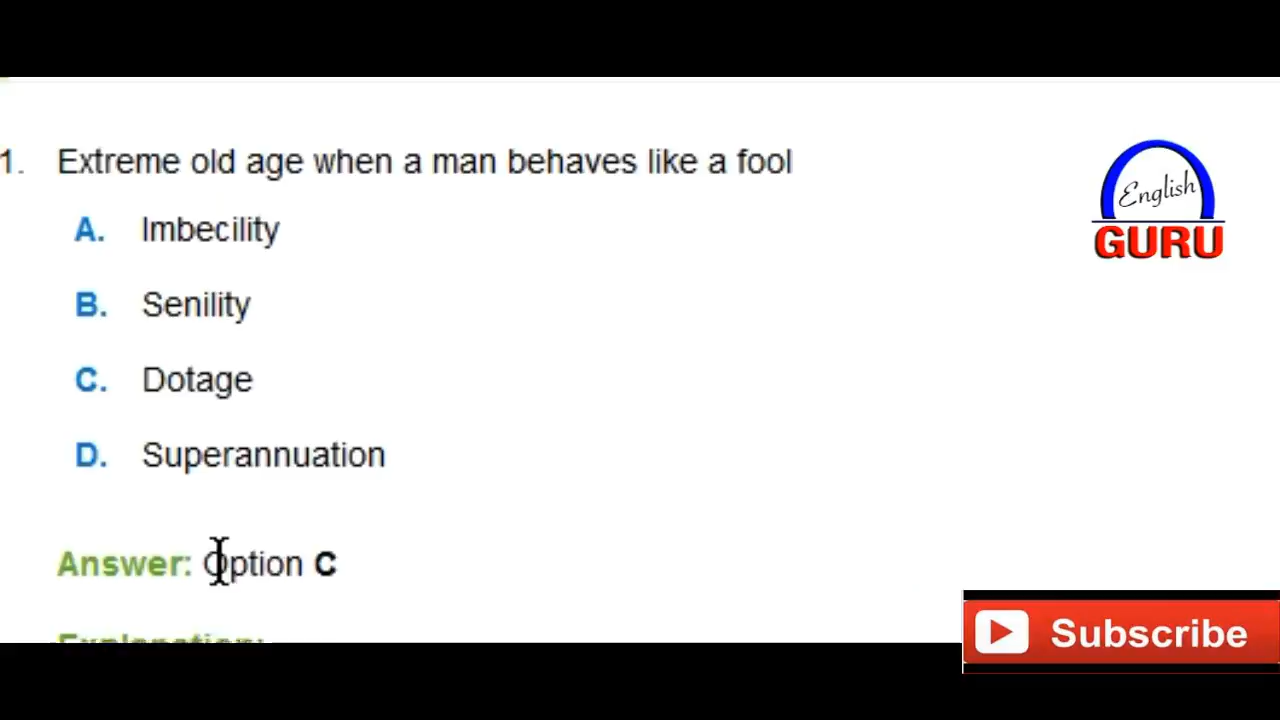 1. Extreme old age when a man behaves like a fool
A. Imbecility
B. Senility
C. Dotage
D. Superannuation
Answer: Option C
Explanation:
English
GURU
Subscribe